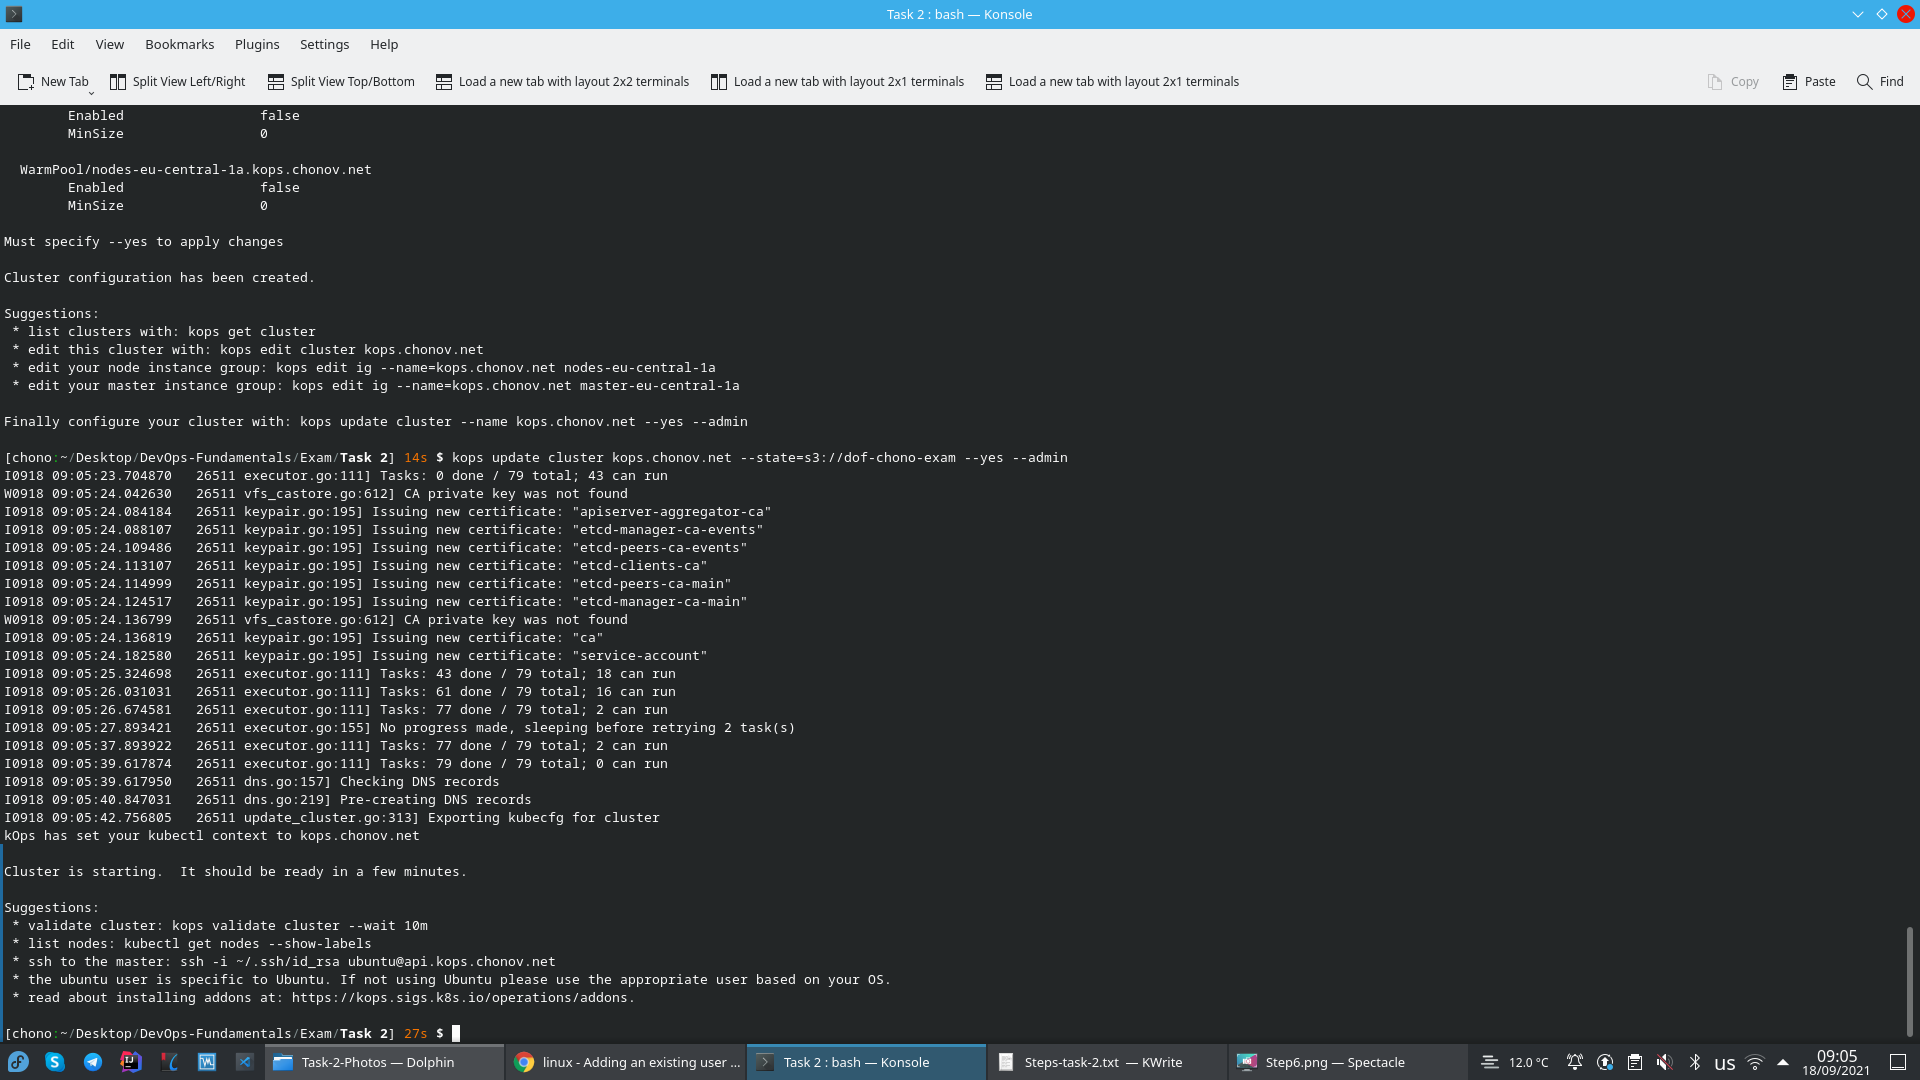 Task 2 : bash — Konsole
File Edit View Bookmarks Plugins Settings Help
New Tab Split View Left/Right Split View Top/Bottom Load a new tab with layout 2x2 terminals Load a new tab with layout 2x1 terminals Load a new tab with layout 2x1 terminals Copy Paste Find
        Enabled                 false
        MinSize                 0

  WarmPool/nodes-eu-central-1a.kops.chonov.net
        Enabled                 false
        MinSize                 0

Must specify --yes to apply changes

Cluster configuration has been created.

Suggestions:
 * list clusters with: kops get cluster
 * edit this cluster with: kops edit cluster kops.chonov.net
 * edit your node instance group: kops edit ig --name=kops.chonov.net nodes-eu-central-1a
 * edit your master instance group: kops edit ig --name=kops.chonov.net master-eu-central-1a

Finally configure your cluster with: kops update cluster --name kops.chonov.net --yes --admin

[chono:~/Desktop/DevOps-Fundamentals/Exam/Task 2] 14s $ kops update cluster kops.chonov.net --state=s3://dof-chono-exam --yes --admin
I0918 09:05:23.704870   26511 executor.go:111] Tasks: 0 done / 79 total; 43 can run
W0918 09:05:24.042630   26511 vfs_castore.go:612] CA private key was not found
I0918 09:05:24.084184   26511 keypair.go:195] Issuing new certificate: "apiserver-aggregator-ca"
I0918 09:05:24.088107   26511 keypair.go:195] Issuing new certificate: "etcd-manager-ca-events"
I0918 09:05:24.109486   26511 keypair.go:195] Issuing new certificate: "etcd-peers-ca-events"
I0918 09:05:24.113107   26511 keypair.go:195] Issuing new certificate: "etcd-clients-ca"
I0918 09:05:24.114999   26511 keypair.go:195] Issuing new certificate: "etcd-peers-ca-main"
I0918 09:05:24.124517   26511 keypair.go:195] Issuing new certificate: "etcd-manager-ca-main"
W0918 09:05:24.136799   26511 vfs_castore.go:612] CA private key was not found
I0918 09:05:24.136819   26511 keypair.go:195] Issuing new certificate: "ca"
I0918 09:05:24.182580   26511 keypair.go:195] Issuing new certificate: "service-account"
I0918 09:05:25.324698   26511 executor.go:111] Tasks: 43 done / 79 total; 18 can run
I0918 09:05:26.031031   26511 executor.go:111] Tasks: 61 done / 79 total; 16 can run
I0918 09:05:26.674581   26511 executor.go:111] Tasks: 77 done / 79 total; 2 can run
I0918 09:05:27.893421   26511 executor.go:155] No progress made, sleeping before retrying 2 task(s)
I0918 09:05:37.893922   26511 executor.go:111] Tasks: 77 done / 79 total; 2 can run
I0918 09:05:39.617874   26511 executor.go:111] Tasks: 79 done / 79 total; 0 can run
I0918 09:05:39.617950   26511 dns.go:157] Checking DNS records
I0918 09:05:40.847031   26511 dns.go:219] Pre-creating DNS records
I0918 09:05:42.756805   26511 update_cluster.go:313] Exporting kubecfg for cluster
kOps has set your kubectl context to kops.chonov.net

Cluster is starting.  It should be ready in a few minutes.

Suggestions:
 * validate cluster: kops validate cluster --wait 10m
 * list nodes: kubectl get nodes --show-labels
 * ssh to the master: ssh -i ~/.ssh/id_rsa ubuntu@api.kops.chonov.net
 * the ubuntu user is specific to Ubuntu. If not using Ubuntu please use the appropriate user based on your OS.
 * read about installing addons at: https://kops.sigs.k8s.io/operations/addons.

[chono:~/Desktop/DevOps-Fundamentals/Exam/Task 2] 27s $
Task-2-Photos — Dolphin linux - Adding an existing user ... Task 2 : bash — Konsole Steps-task-2.txt — KWrite Step6.png — Spectacle 12.0 °C us 09:05
18/09/2021